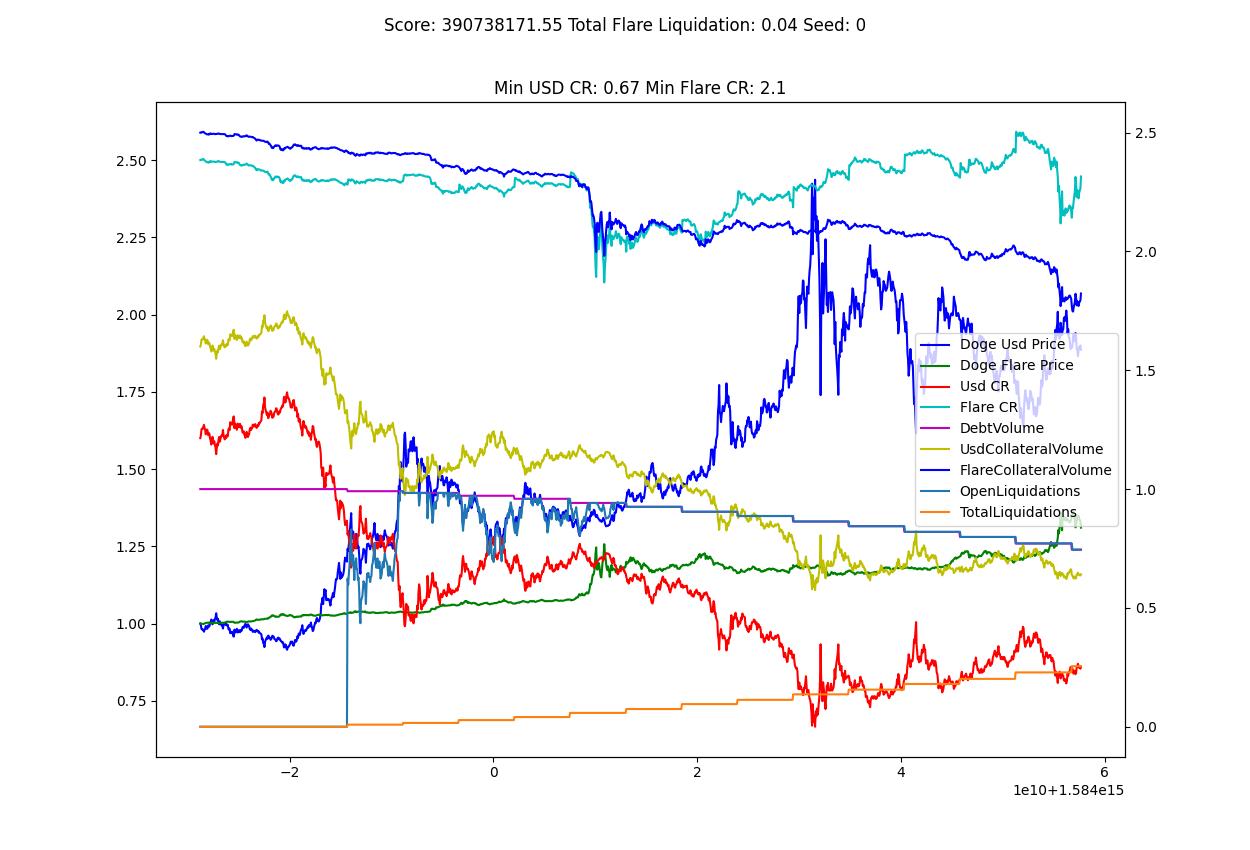 Score: 390738171.55 Total Flare Liquidation: 0.04 Seed: 0
Min USD CR: 0.67 Min Flare CR: 2.1
2.50
2.25
2.00
1.75
1.50
1.25
1.00
0.75
2.5
2.0
1.5
1.0
0.5
0.0
Doge Usd Price
Doge Flare Price
Usd CR
Flare CR
DebtVolume
UsdCollateralVolume
FlareCollateralVolume
OpenLiquidations
TotalLiquidations
−2 0 2 4 6
1e10+1.584e15